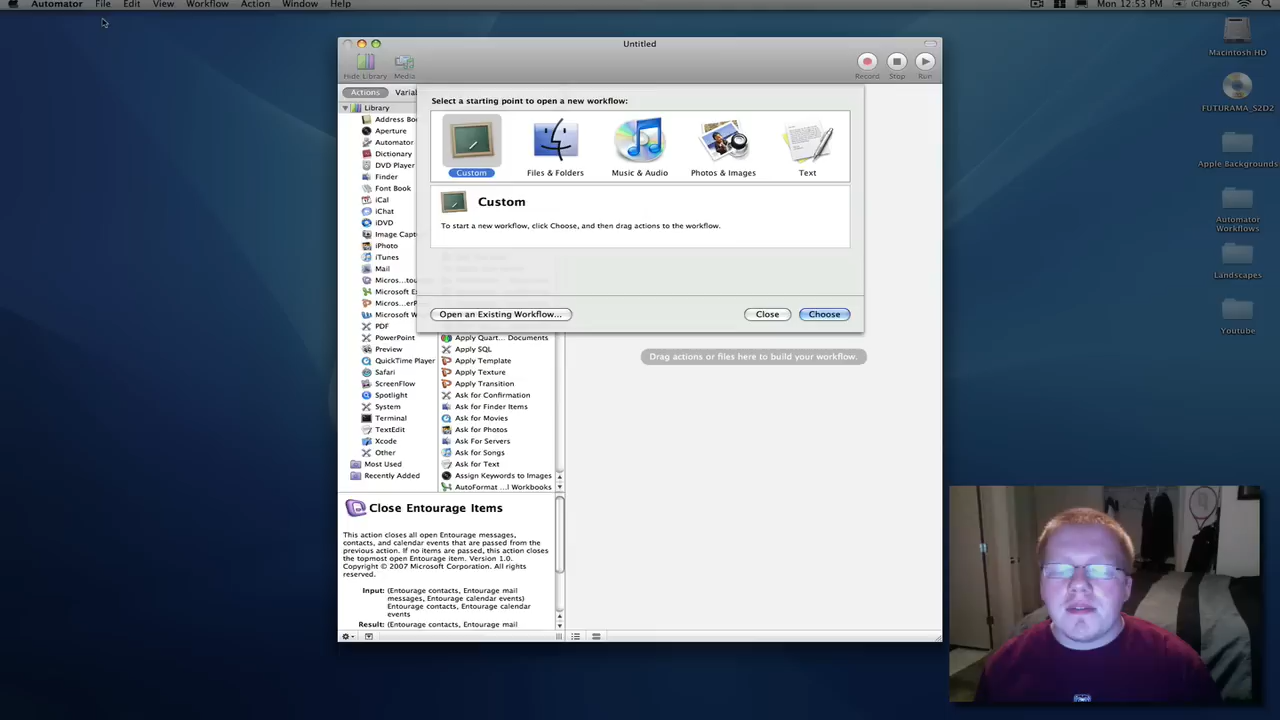 Automator File Edit View Workflow Action Window Help
Mon 12:53 PM (Charged)
Untitled
Hide Library Media
Record Stop Run
Actions
Select a starting point to open a new workflow:
Custom Files & Folders Music & Audio Photos & Images Text
Custom
To start a new workflow, click Choose, and then drag actions to the workflow.
Open an Existing Workflow... Close Choose
Drag actions or files here to build your workflow.
Library
Aperture
Automator
Dictionary
DVD Player
Finder
Font Book
iCal
iChat
iDVD
iPhoto
iTunes
Mail
PDF
PowerPoint
Preview
QuickTime Player
Safari
ScreenFlow
Spotlight
System
Terminal
TextEdit
Xcode
Other
Most Used
Recently Added
Apply Quart... Documents
Apply SQL
Apply Template
Apply Texture
Apply Transition
Ask for Confirmation
Ask for Finder Items
Ask for Movies
Ask for Photos
Ask For Servers
Ask for Songs
Ask for Text
Assign Keywords to Images
AutoFormat ...l Workbooks
Close Entourage Items
This action closes all open Entourage messages,
contacts, and calendar events that are passed from the
previous action. If no items are passed, this action closes
the topmost open Entourage item. Version 1.0.
Copyright © 2007 Microsoft Corporation. All rights
reserved.
Input: (Entourage contacts, Entourage mail
messages, Entourage calendar events)
Entourage contacts, Entourage calendar
events
Result: (Entourage contacts, Entourage mail
Macintosh HD
FUTURAMA_S2D2
Apple Backgrounds
Automator
Workflows
Landscapes
Youtube